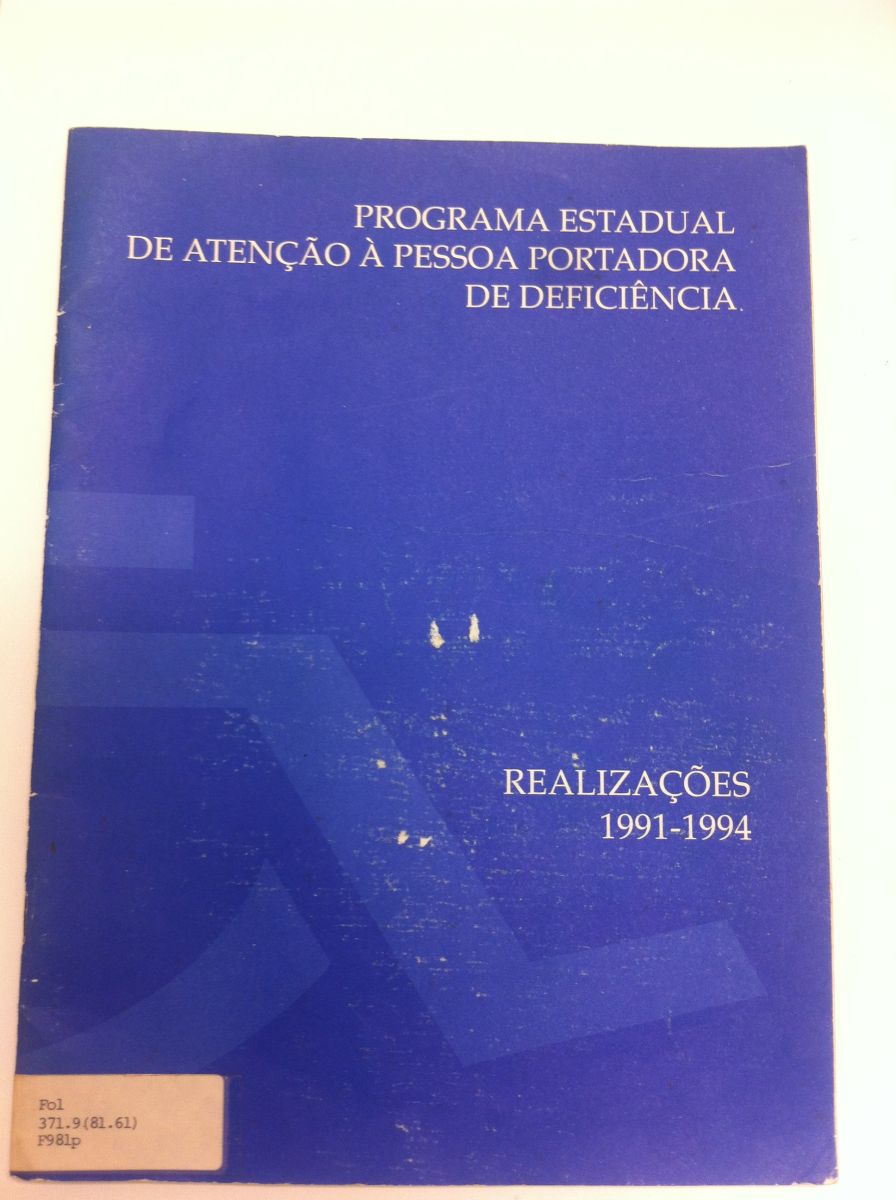 PROGRAMA ESTADUAL
DE ATENÇÃO À PESSOA PORTADORA
DE DEFICIÊNCIA.
REALIZAÇÕES
1991-1994
Fol
371.9(81.61)
F981p